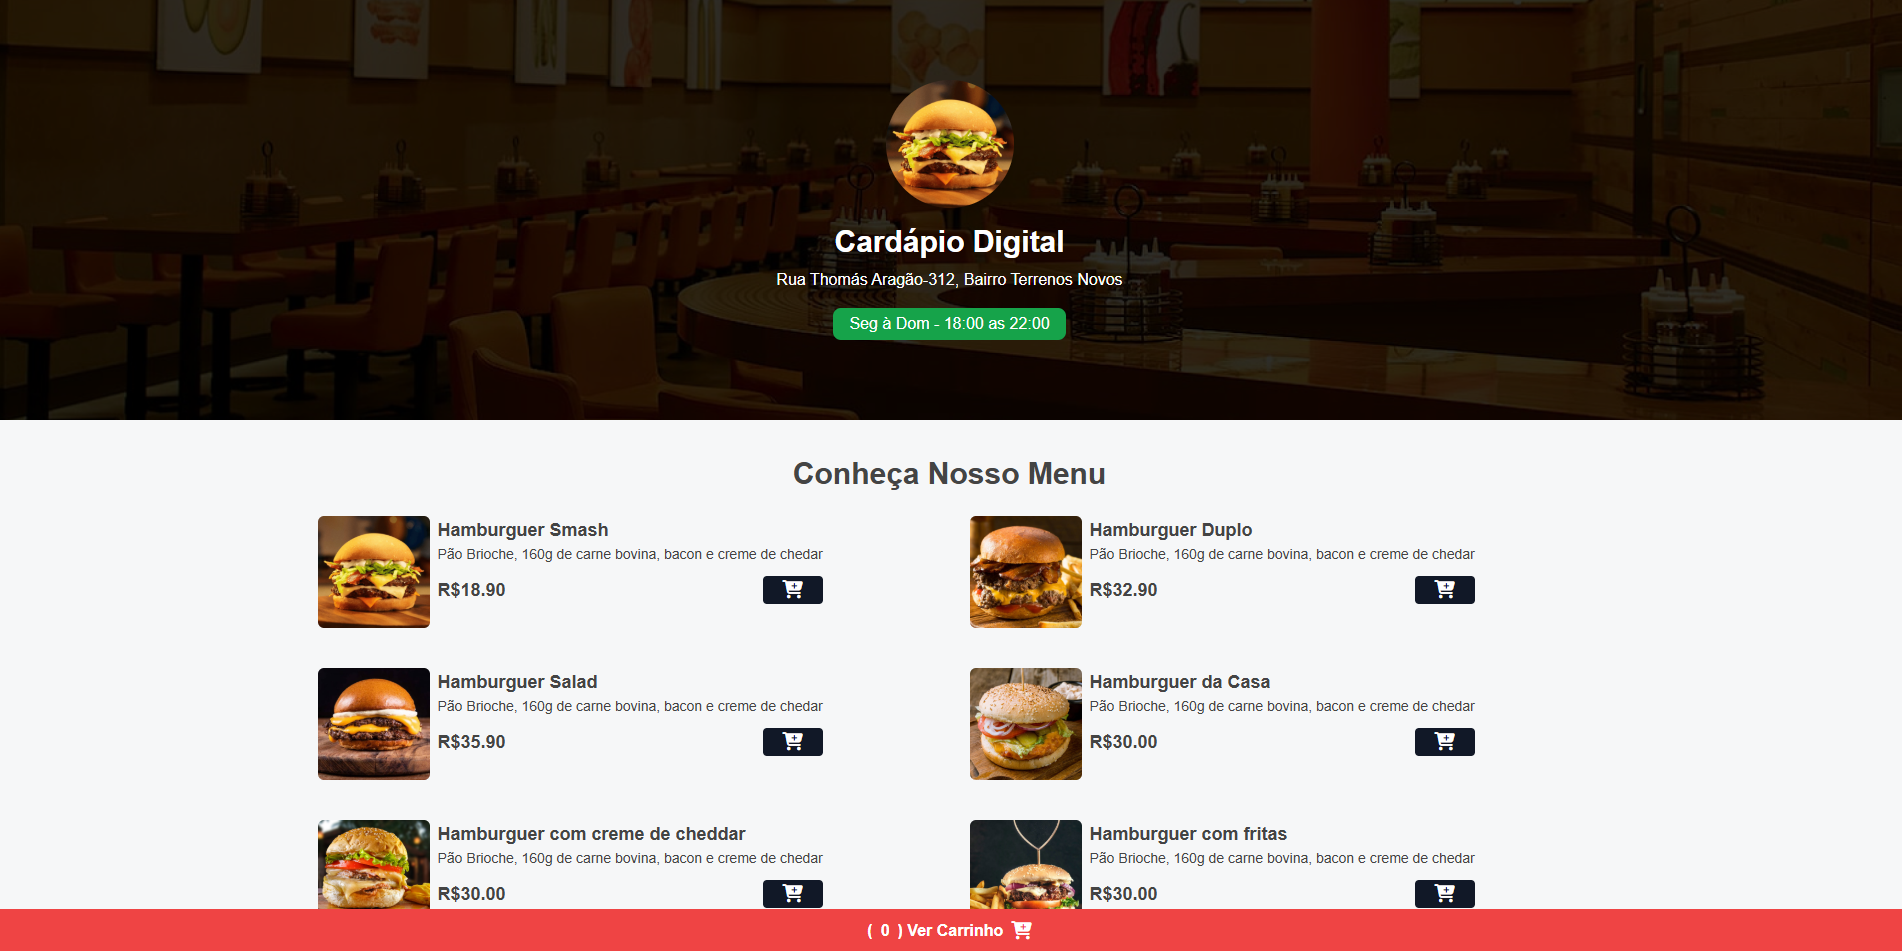 Cardápio Digital
Rua Thomás Aragão-312, Bairro Terrenos Novos
Seg à Dom - 18:00 as 22:00
Conheça Nosso Menu
Hamburguer Smash
Pão Brioche, 160g de carne bovina, bacon e creme de chedar
R$18.90
Hamburguer Duplo
Pão Brioche, 160g de carne bovina, bacon e creme de chedar
R$32.90
Hamburguer Salad
Pão Brioche, 160g de carne bovina, bacon e creme de chedar
R$35.90
Hamburguer da Casa
Pão Brioche, 160g de carne bovina, bacon e creme de chedar
R$30.00
Hamburguer com creme de cheddar
Pão Brioche, 160g de carne bovina, bacon e creme de chedar
R$30.00
Hamburguer com fritas
Pão Brioche, 160g de carne bovina, bacon e creme de chedar
R$30.00
( 0 ) Ver Carrinho